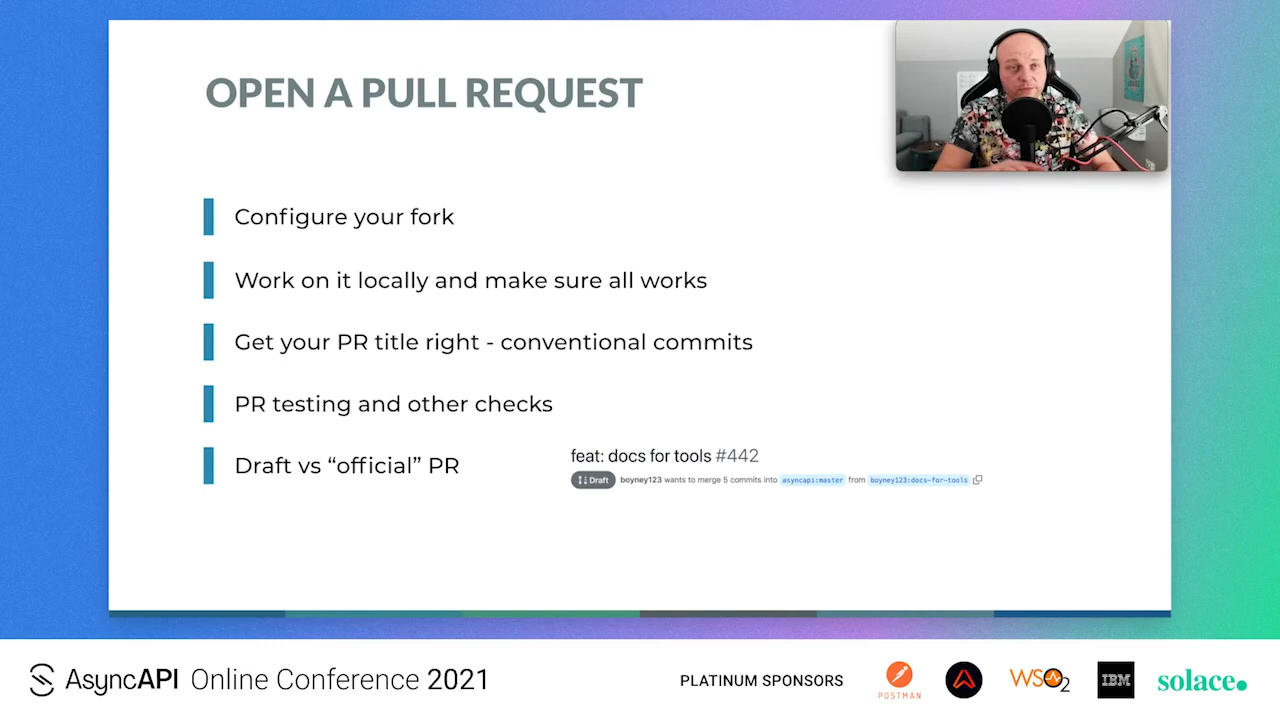 OPEN A PULL REQUEST
Configure your fork
Work on it locally and make sure all works
Get your PR title right - conventional commits
PR testing and other checks
Draft vs “official” PR
feat: docs for tools #442
Draft boyney123 wants to merge 5 commits into asyncapi:master from boyney123:docs-for-tools
AsyncAPI Online Conference 2021
PLATINUM SPONSORS
POSTMAN
WSO2
IBM
solace.